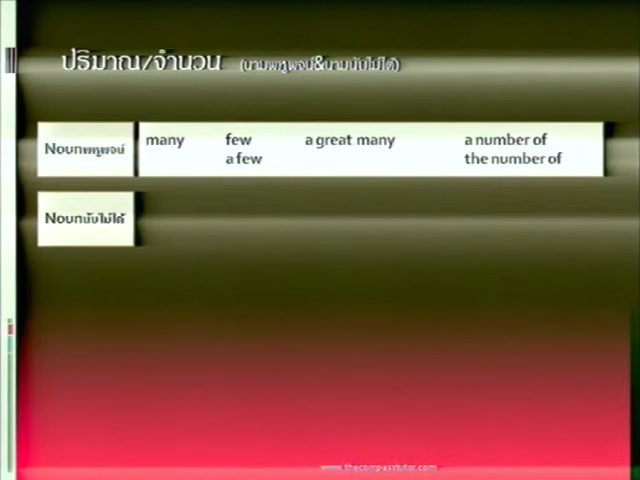 ปริมาณ/จำนวน (นามพหูพจน์&นามนับไม่ได้)
Nounพหูพจน์ many few a great many a number of
a few the number of
Nounนับไม่ได้
www.thecompasstutor.com